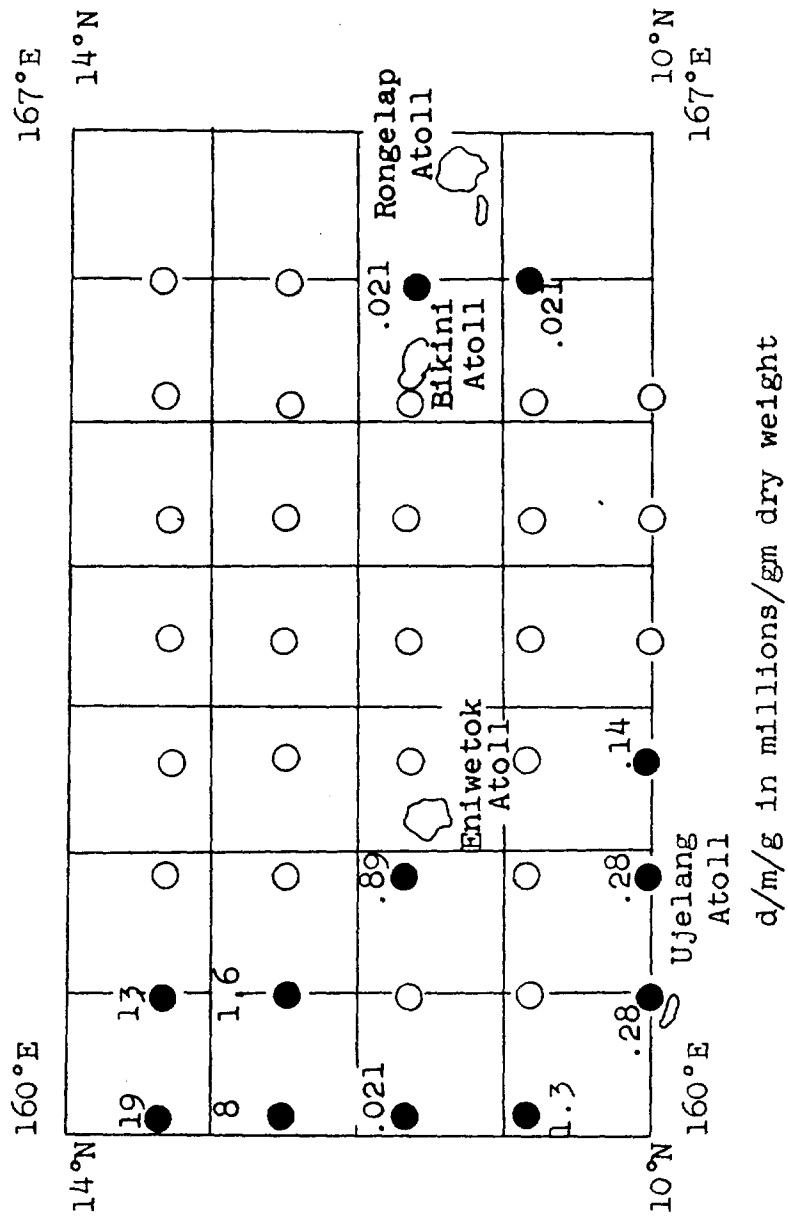 160°E 167°E
14°N 14°N
19 13
8 1.6
.021 .89 .021
Rongelap
Atoll
Bikini
Atoll
Eniwetok
Atoll
1.3 .021
.28 .28 .14
10°N 10°N
160°E 167°E
Ujelang
Atoll
d/m/g in millions/gm dry weight